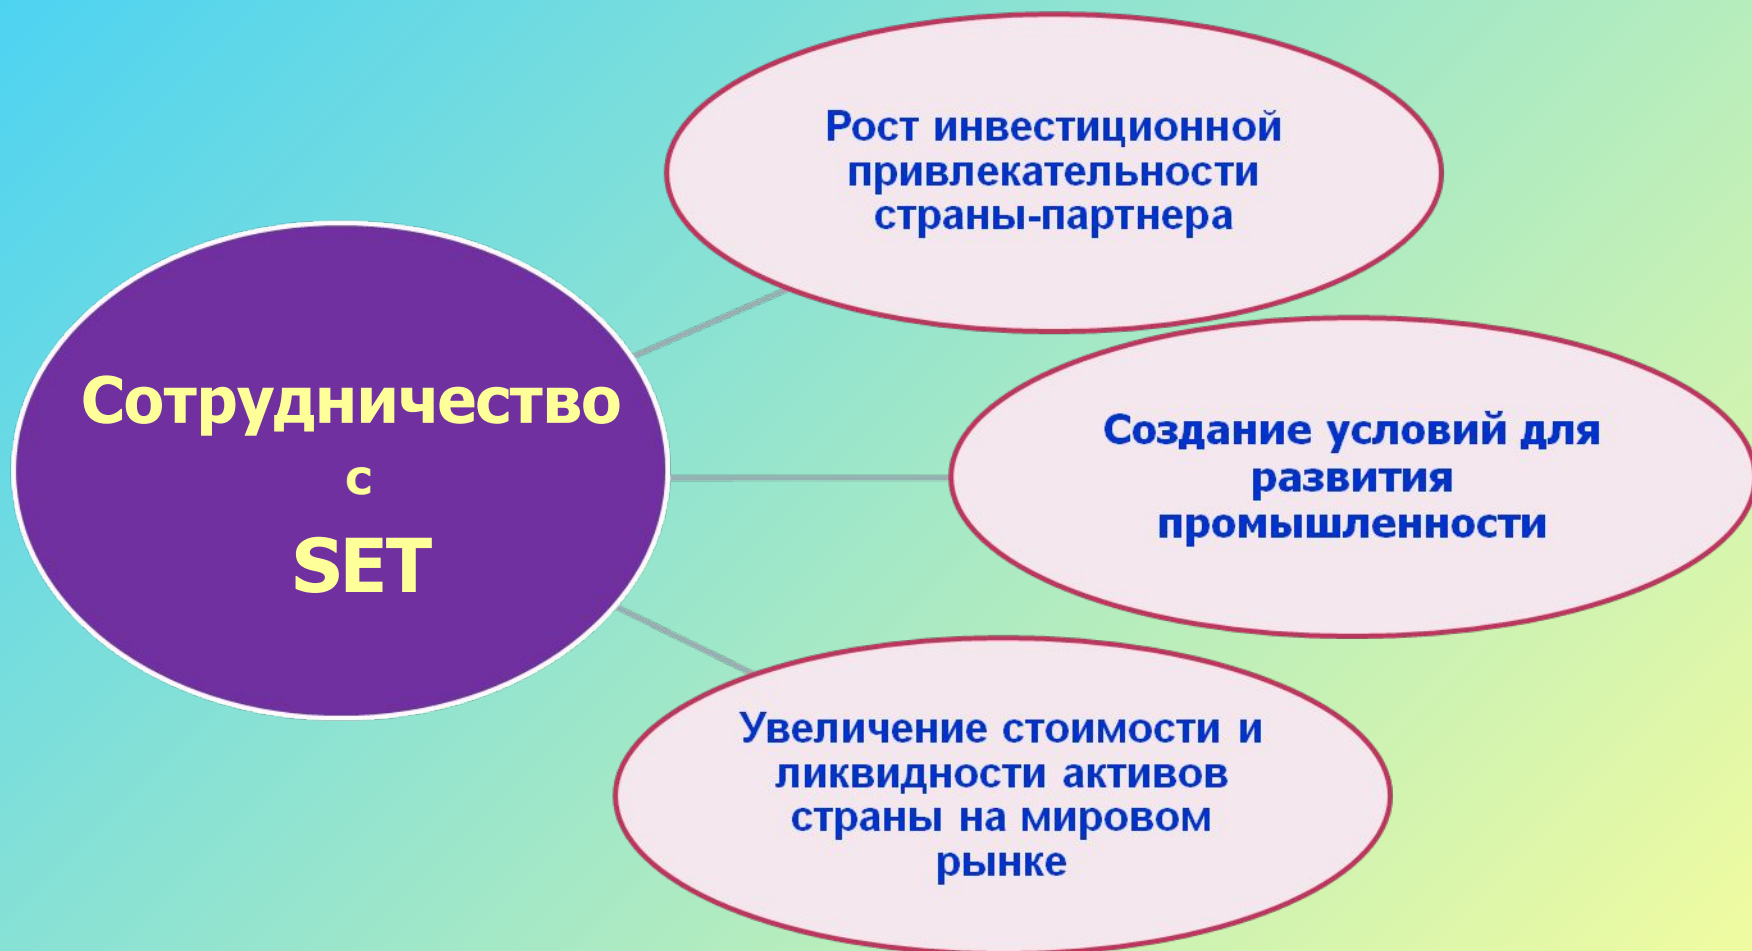 Сотрудничество
с
SET
Рост инвестиционной
привлекательности
страны-партнера
Создание условий для
развития
промышленности
Увеличение стоимости и
ликвидности активов
страны на мировом
рынке